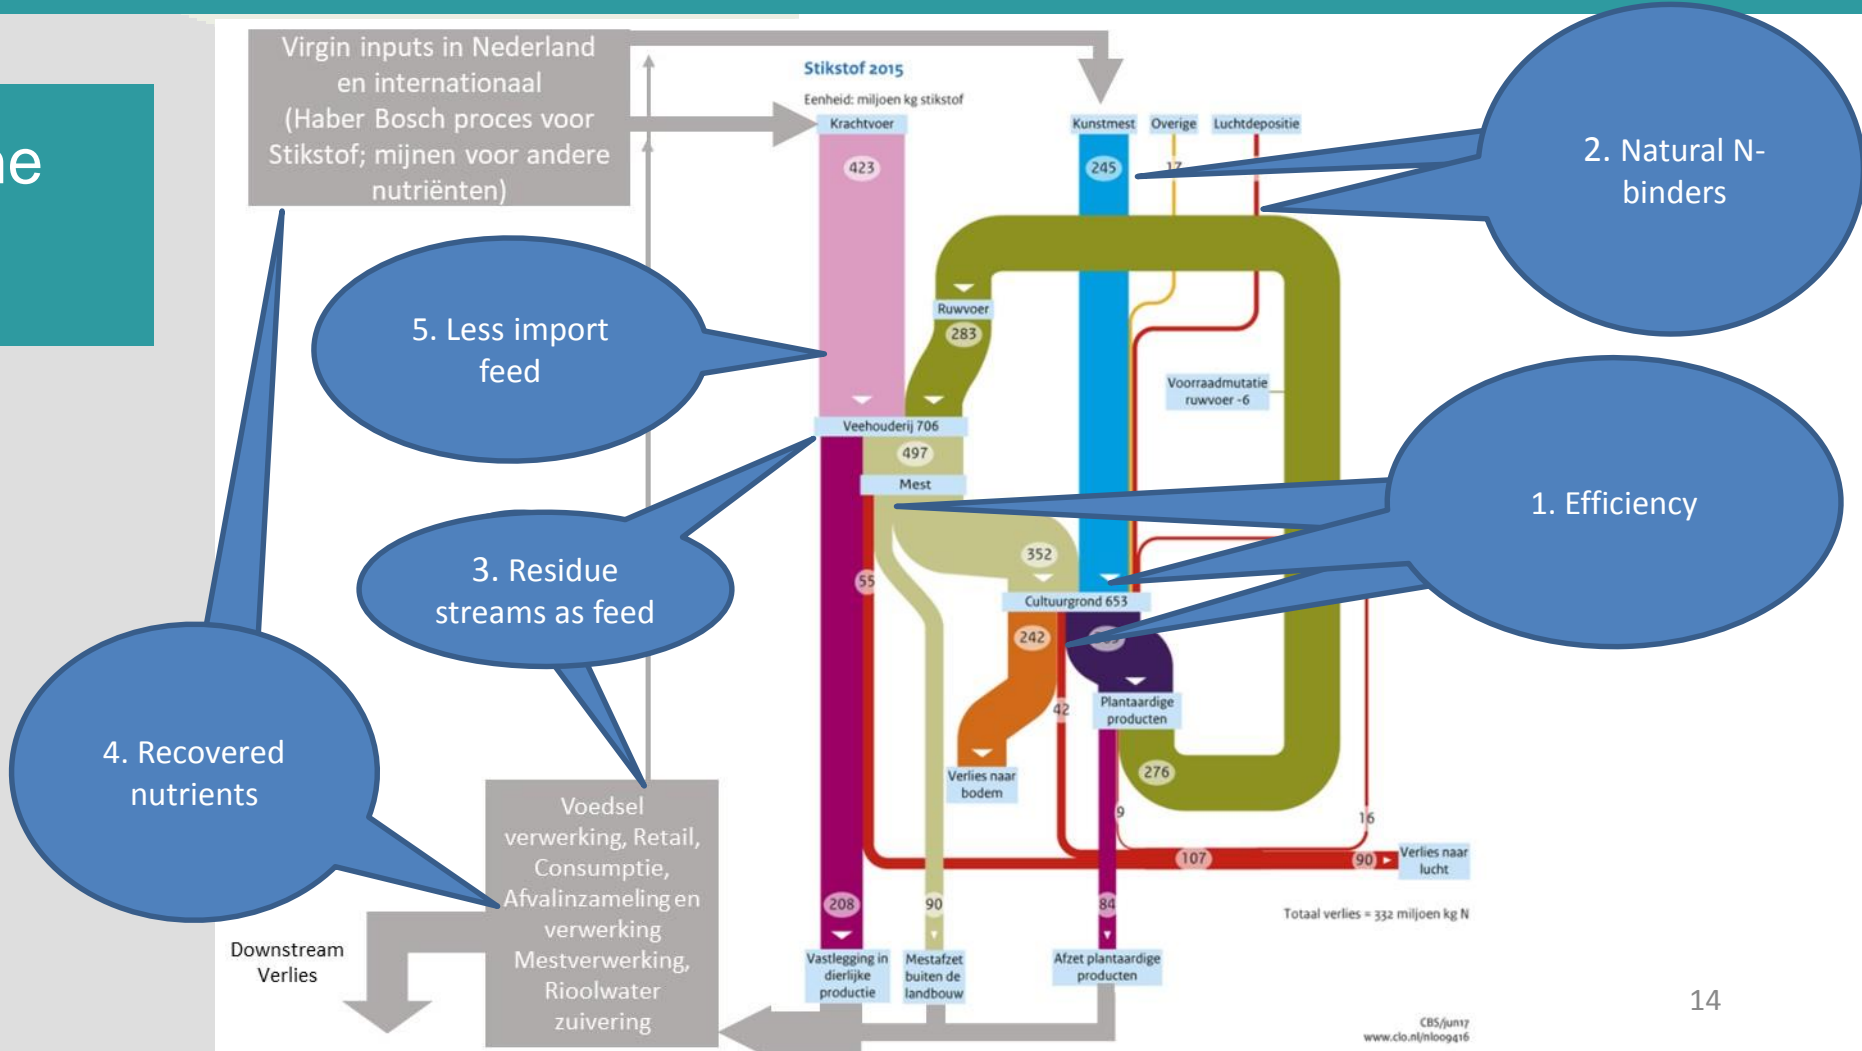 ne
Virgin inputs in Nederland
en internationaal
(Haber Bosch proces voor
Stikstof; mijnen voor andere
nutriënten)
Stikstof 2015
Eenheid: miljoen kg stikstof
Krachtvoer
Kunstmest
Overige
Luchtdepositie
423
245
17
2. Natural N-
binders
5. Less import
feed
Ruwvoer
283
Voorraadmutatie
ruwvoer -6
Veehouderij 706
497
Mest
1. Efficiency
3. Residue
streams as feed
55
352
Cultuurgrond 653
242
42
Plantaardige
producten
4. Recovered
nutrients
Verlies naar
bodem
276
9
16
107
90
Verlies naar
lucht
Voedsel
verwerking, Retail,
Consumptie,
Afvalinzameling en
verwerking
Mestverwerking,
Rioolwater
zuivering
208
90
84
Totaal verlies = 332 miljoen kg N
Downstream
Verlies
Vastlegging in
dierlijke
productie
Mestafzet
buiten de
landbouw
Afzet plantaardige
producten
14
CBS/jun17
www.clo.nl/nl009416